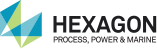 HEXAGON
PROCESS, POWER & MARINE